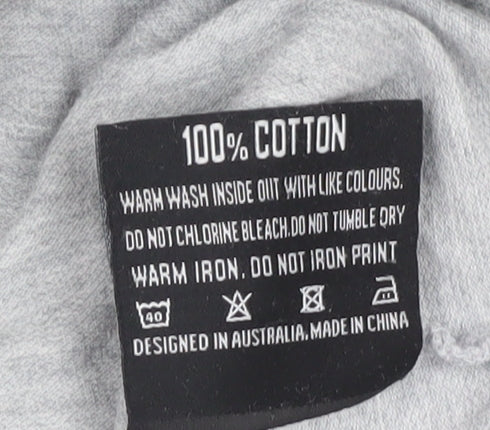 100% COTTON
WARM WASH INSIDE OUT WITH LIKE COLOURS.
DO NOT CHLORINE BLEACH.DO NOT TUMBLE DRY
WARM IRON. DO NOT IRON PRINT
40
DESIGNED IN AUSTRALIA. MADE IN CHINA